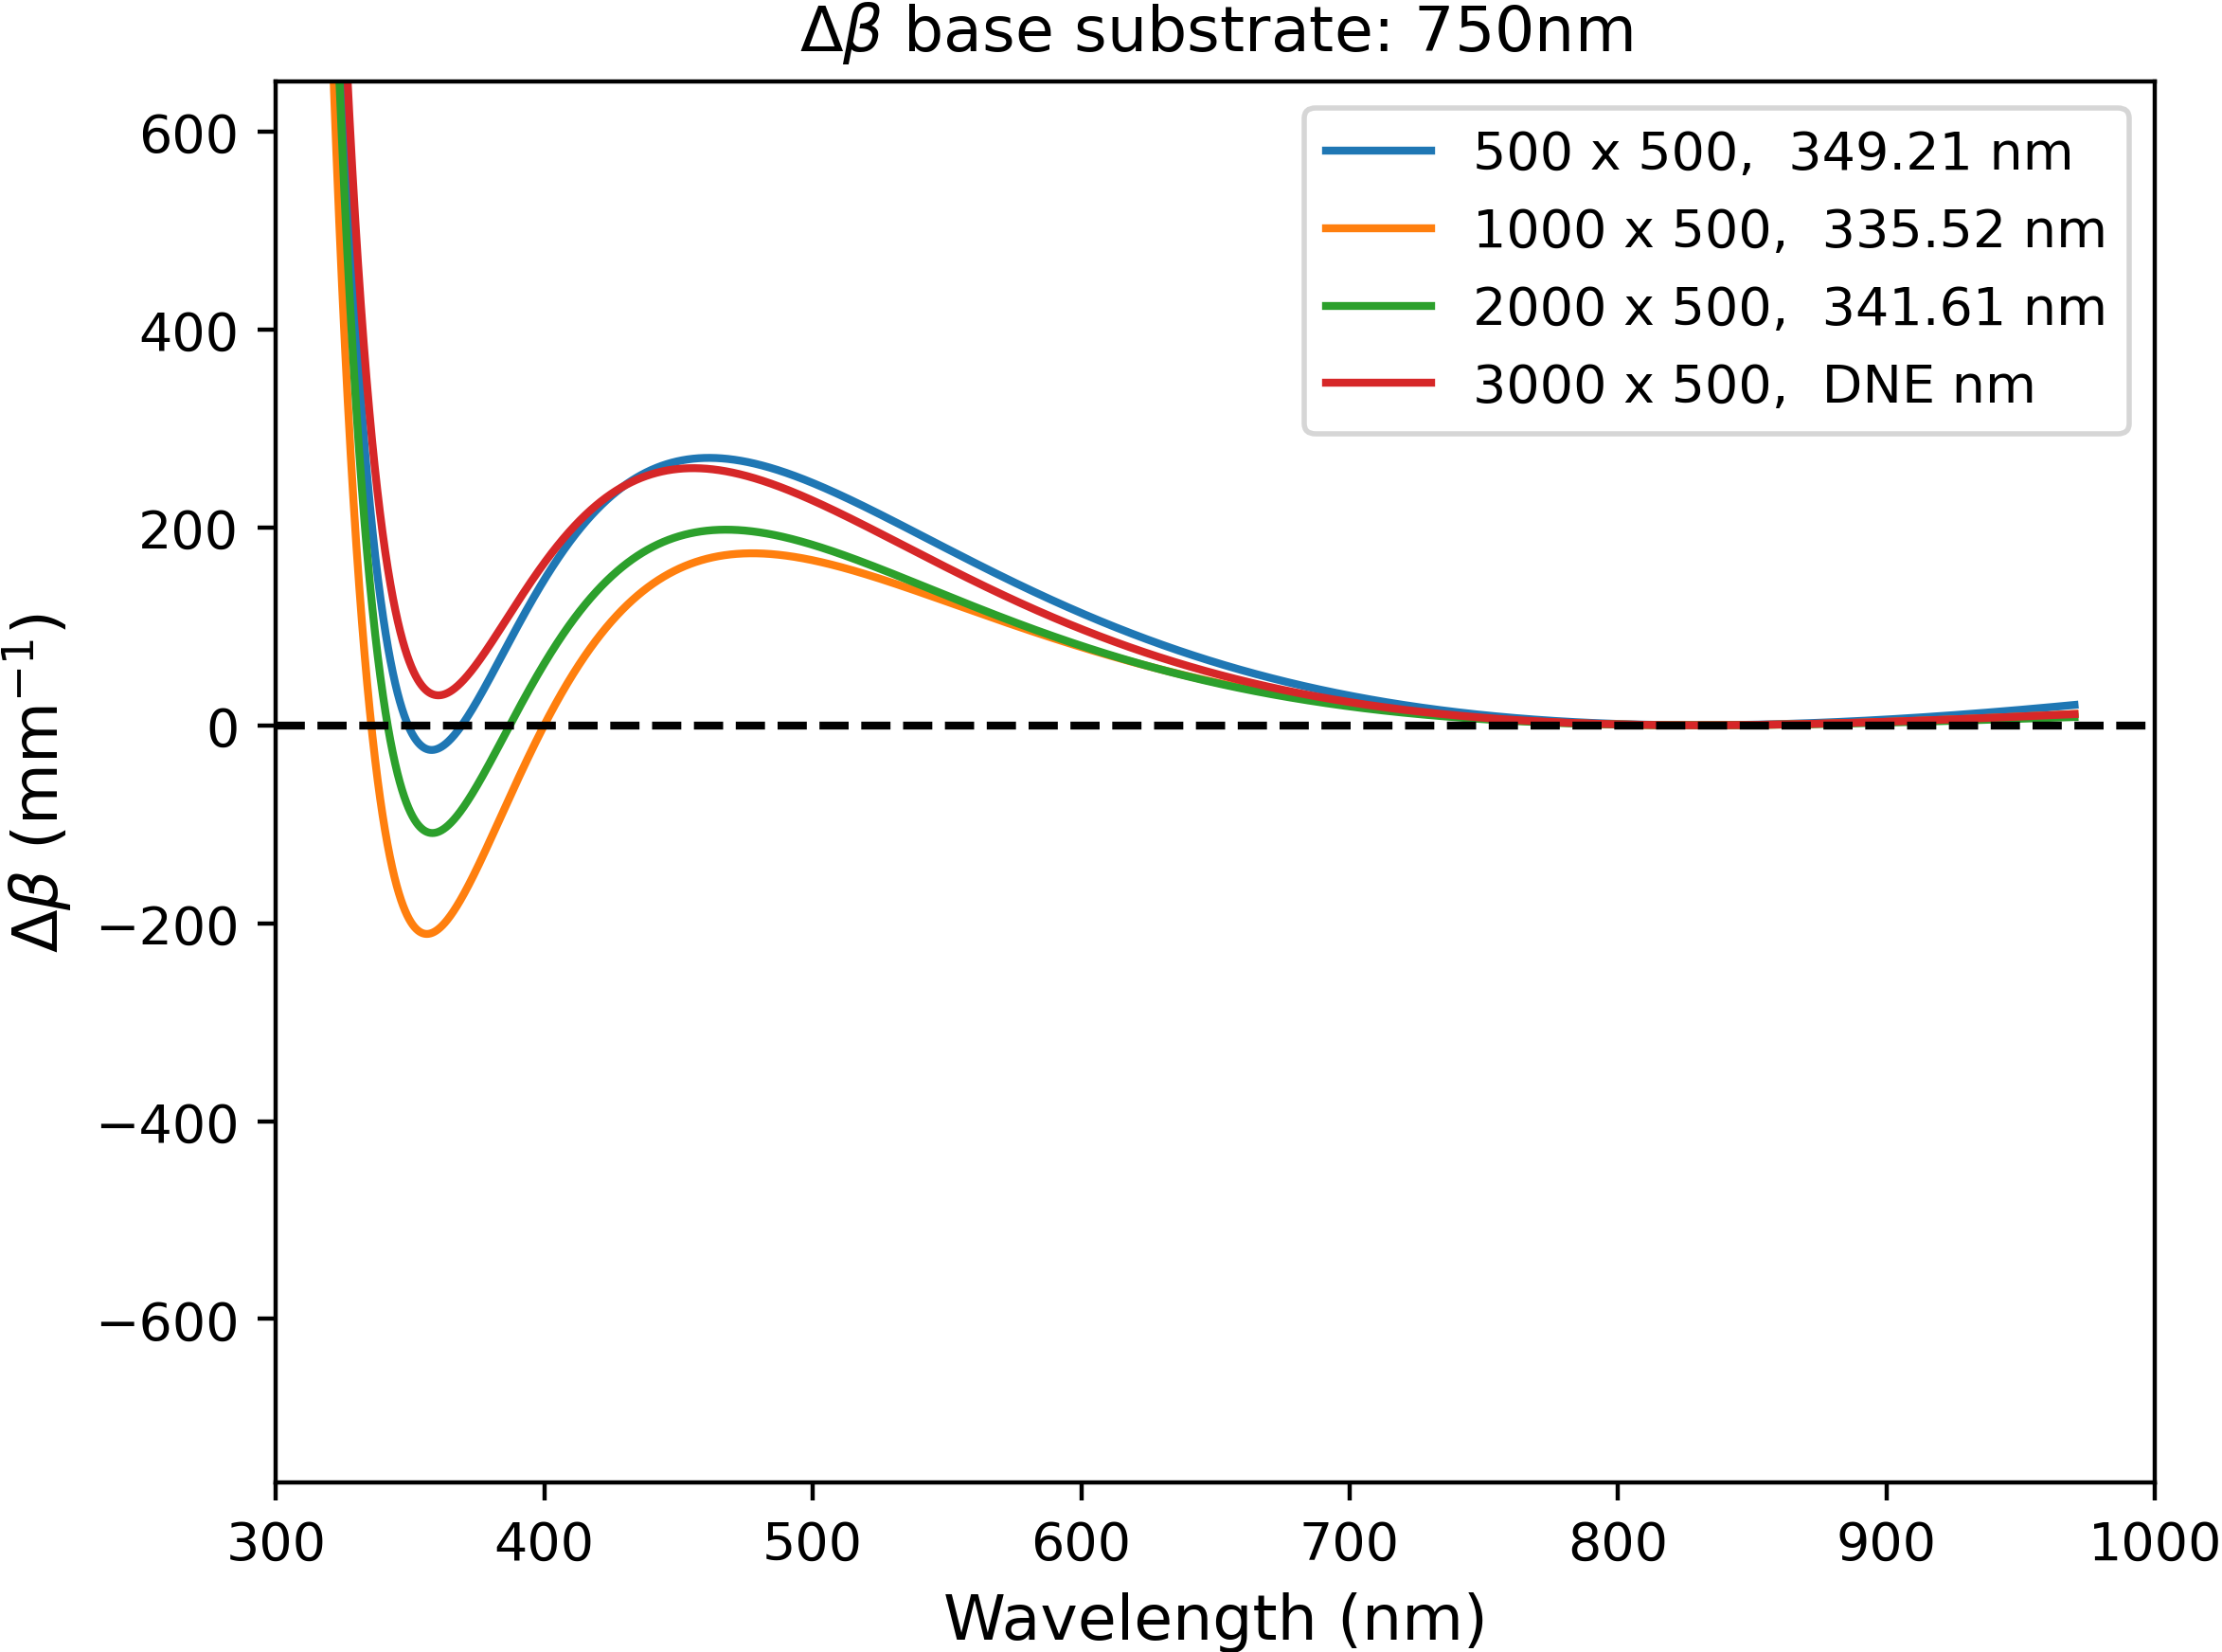 Δβ base substrate: 750nm
500 x 500,  349.21 nm
1000 x 500,  335.52 nm
2000 x 500,  341.61 nm
3000 x 500,  DNE nm
Δβ (mm⁻¹)
600
400
200
0
−200
−400
−600
300 400 500 600 700 800 900 1000
Wavelength (nm)